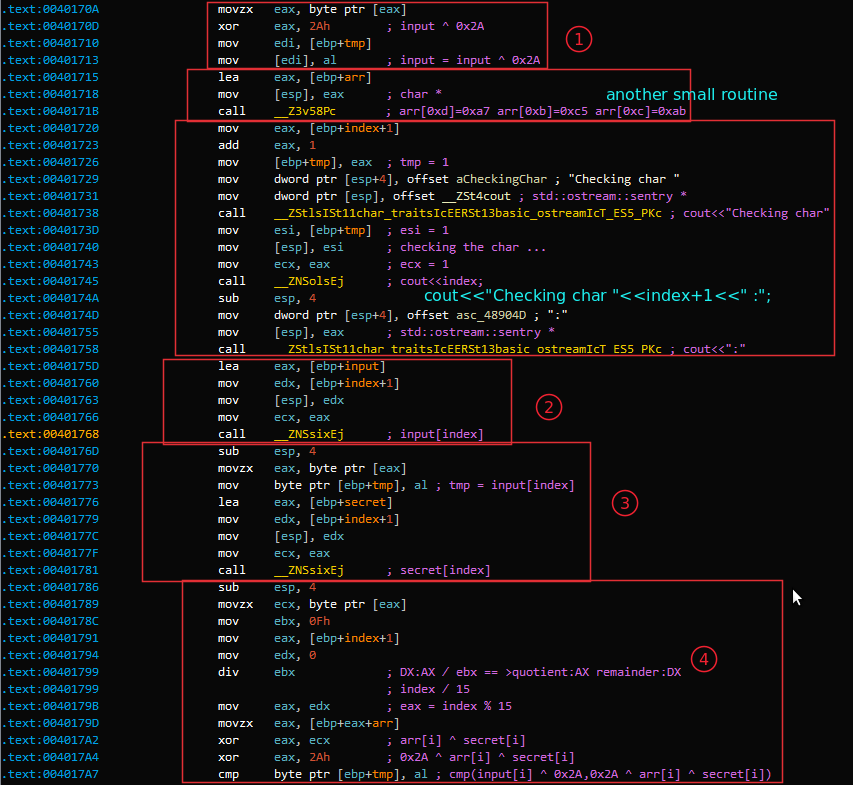 .text:0040170A movzx eax, byte ptr [eax]
.text:0040170D xor eax, 2Ah ; input ^ 0x2A
.text:00401710 mov edi, [ebp+tmp] 1
.text:00401713 mov [edi], al ; input = input ^ 0x2A
.text:00401715 lea eax, [ebp+arr]
.text:00401718 mov [esp], eax ; char * another small routine
.text:0040171B call __Z3v58Pc ; arr[0xd]=0xa7 arr[0xb]=0xc5 arr[0xc]=0xab
.text:00401720 mov eax, [ebp+index+1]
.text:00401723 add eax, 1
.text:00401726 mov [ebp+tmp], eax ; tmp = 1
.text:00401729 mov dword ptr [esp+4], offset aCheckingChar ; "Checking char "
.text:00401731 mov dword ptr [esp], offset __ZSt4cout ; std::ostream::sentry *
.text:00401738 call __ZStlsISt11char_traitsIcEERSt13basic_ostreamIcT_ES5_PKc ; cout<<"Checking char"
.text:0040173D mov esi, [ebp+tmp] ; esi = 1
.text:00401740 mov [esp], esi ; checking the char ...
.text:00401743 mov ecx, eax ; ecx = 1
.text:00401745 call __ZNSolsEj ; cout<<index;
.text:0040174A sub esp, 4 cout<<"Checking char "<<index+1<<" :";
.text:0040174D mov dword ptr [esp+4], offset asc_48904D ; ":"
.text:00401755 mov [esp], eax ; std::ostream::sentry *
.text:00401758 call __ZStlsISt11char_traitsIcEERSt13basic_ostreamIcT_ES5_PKc ; cout<<":"
.text:0040175D lea eax, [ebp+input]
.text:00401760 mov edx, [ebp+index+1]
.text:00401763 mov [esp], edx 2
.text:00401766 mov ecx, eax
.text:00401768 call __ZNSsixEj ; input[index]
.text:0040176D sub esp, 4
.text:00401770 movzx eax, byte ptr [eax]
.text:00401773 mov byte ptr [ebp+tmp], al ; tmp = input[index]
.text:00401776 lea eax, [ebp+secret] 3
.text:00401779 mov edx, [ebp+index+1]
.text:0040177C mov [esp], edx
.text:0040177F mov ecx, eax
.text:00401781 call __ZNSsixEj ; secret[index]
.text:00401786 sub esp, 4
.text:00401789 movzx ecx, byte ptr [eax]
.text:0040178C mov ebx, 0Fh
.text:00401791 mov eax, [ebp+index+1]
.text:00401794 mov edx, 0 4
.text:00401799 div ebx ; DX:AX / ebx == >quotient:AX remainder:DX
.text:00401799 ; index / 15
.text:0040179B mov eax, edx ; eax = index % 15
.text:0040179D movzx eax, [ebp+eax+arr]
.text:004017A2 xor eax, ecx ; arr[i] ^ secret[i]
.text:004017A4 xor eax, 2Ah ; 0x2A ^ arr[i] ^ secret[i]
.text:004017A7 cmp byte ptr [ebp+tmp], al ; cmp(input[i] ^ 0x2A,0x2A ^ arr[i] ^ secret[i])